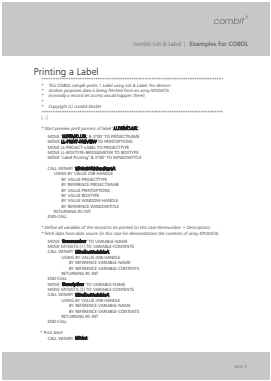 combit
combit List & Label | Examples for COBOL
Printing a Label
* This COBOL sample prints 1 Label using List & Label. For demon-
* stration purposes data is being fetched from an array MYDATA
* (normally a record set access would happen there)
*
* Copyright (c) combit GmbH
[...]
* Start preview print process of label
MOVE & X'00' TO PROJECTNAME
MOVE TO PRINTOPTIONS
MOVE LL-PROJECT-LABEL TO PROJECTTYPE
MOVE LL-BOXTYPE-BRIDGEMETER TO BOXTYPE
MOVE "Label Printing" & X'00' TO WINDOWTITLE
CALL WINAPI
USING BY VALUE JOB-HANDLE
BY VALUE PROJECTTYPE
BY REFERENCE PROJECTNAME
BY VALUE PRINTOPTIONS
BY VALUE BOXTYPE
BY VALUE WINDOW-HANDLE
BY REFERENCE WINDOWTITLE
RETURNING RC-INT
END-CALL
* Define all variables of the record to be printed (in this case Itemnumber + Description)
* Fetch data from data source (in this case for demonstration the contents of array MYDATA)
MOVE TO VARIABLE-NAME
MOVE MYDATA (1) TO VARIABLE-CONTENTS
CALL WINAPI
USING BY VALUE JOB-HANDLE
BY REFERENCE VARIABLE-NAME
BY REFERENCE VARIABLE-CONTENTS
RETURNING RC-INT
END-CALL
MOVE TO VARIABLE-NAME
MOVE MYDATA (2) TO VARIABLE-CONTENTS
CALL WINAPI
USING BY VALUE JOB-HANDLE
BY REFERENCE VARIABLE-NAME
BY REFERENCE VARIABLE-CONTENTS
RETURNING RC-INT
END-CALL
* Print label
CALL WINAPI